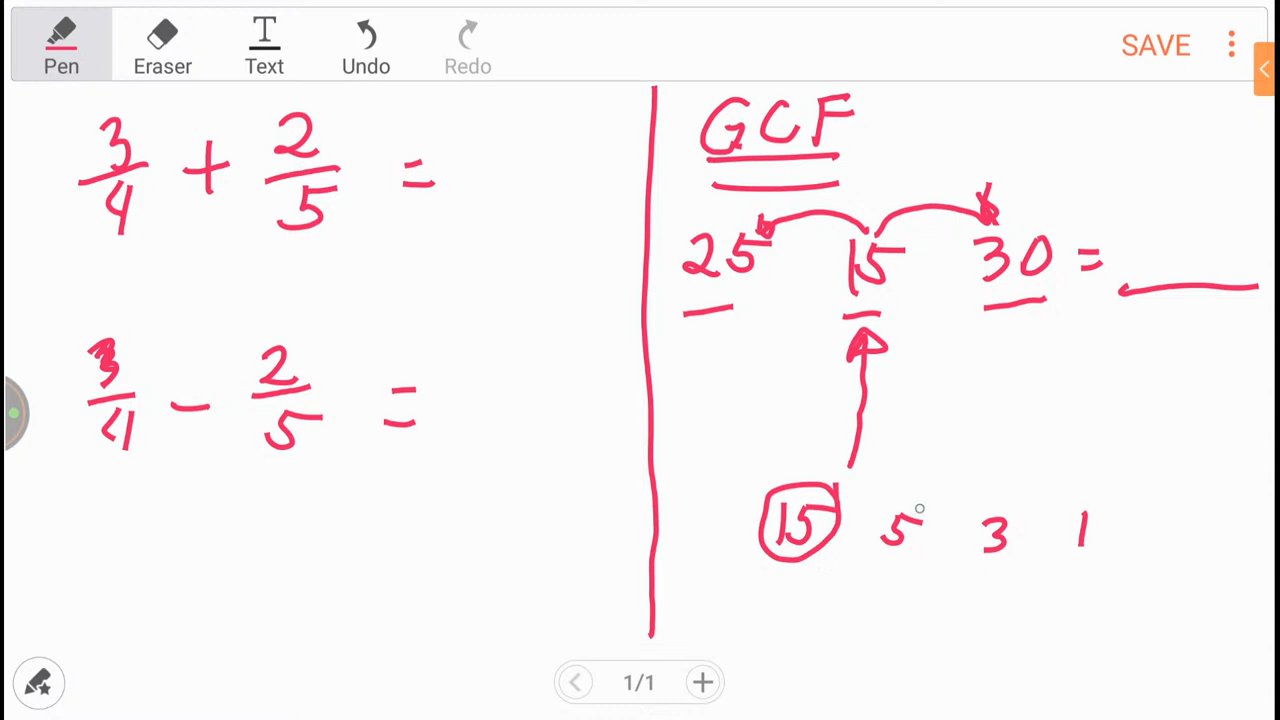 Pen Eraser Text Undo Redo SAVE
3/4 + 2/5 =
3/4 - 2/5 =
GCF
25 15 30 =
15 5 3 1
1/1